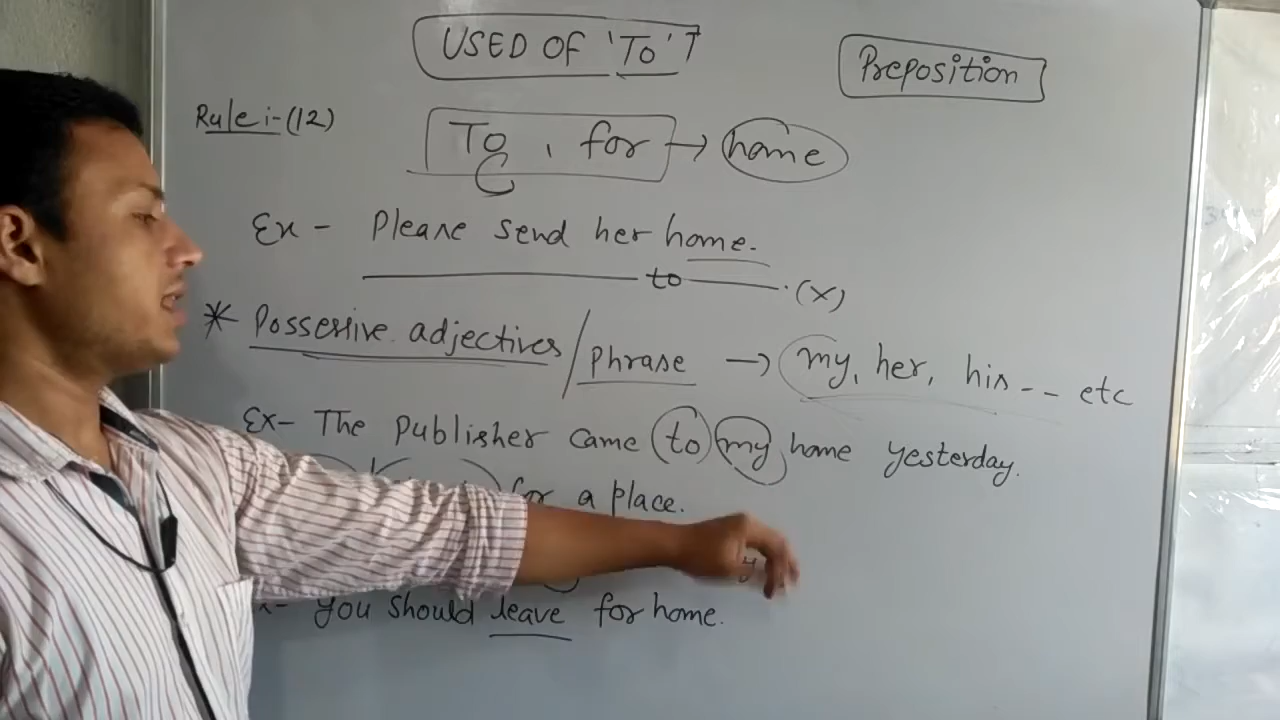 USED OF 'TO' ?
Preposition
Rule :- (12)
To , for → home
Ex - Please send her home.
to . (X)
* Possessive adjectives / phrase → my, her, his -- etc
Ex- The publisher came to my home yesterday.
for a place.
y
You should leave for home.